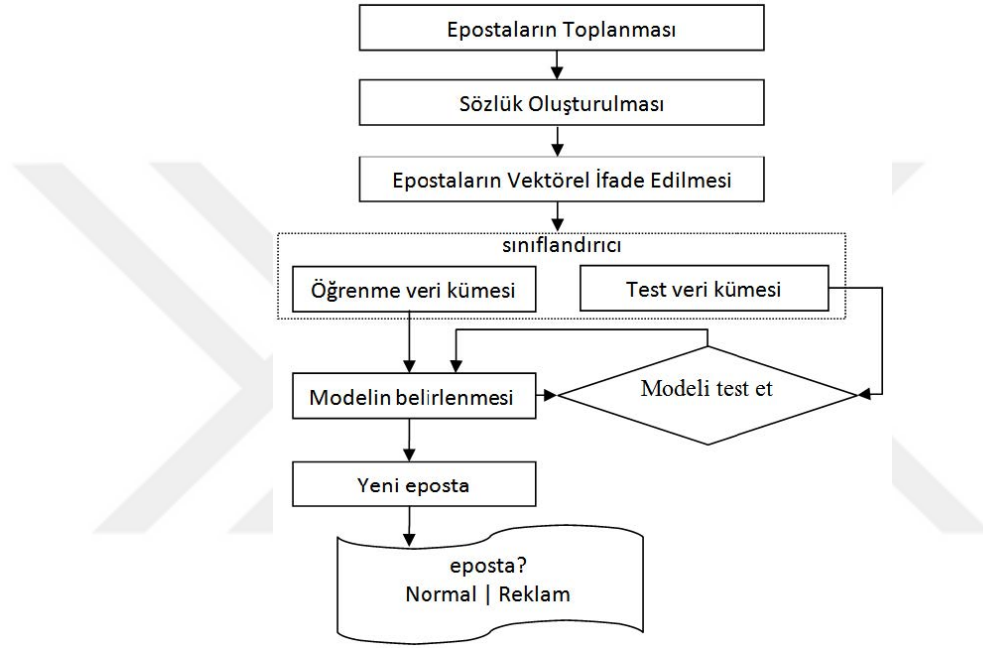 Epostaların Toplanması
Sözlük Oluşturulması
Epostaların Vektörel İfade Edilmesi
sınıflandırıcı
Öğrenme veri kümesi
Test veri kümesi
Modelin belirlenmesi
Modeli test et
Yeni eposta
eposta?
Normal | Reklam